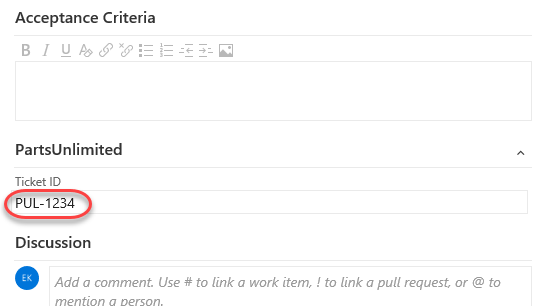 Acceptance Criteria
B I U
PartsUnlimited
Ticket ID
PUL-1234
Discussion
EK
Add a comment. Use # to link a work item, ! to link a pull request, or @ to
mention a person.